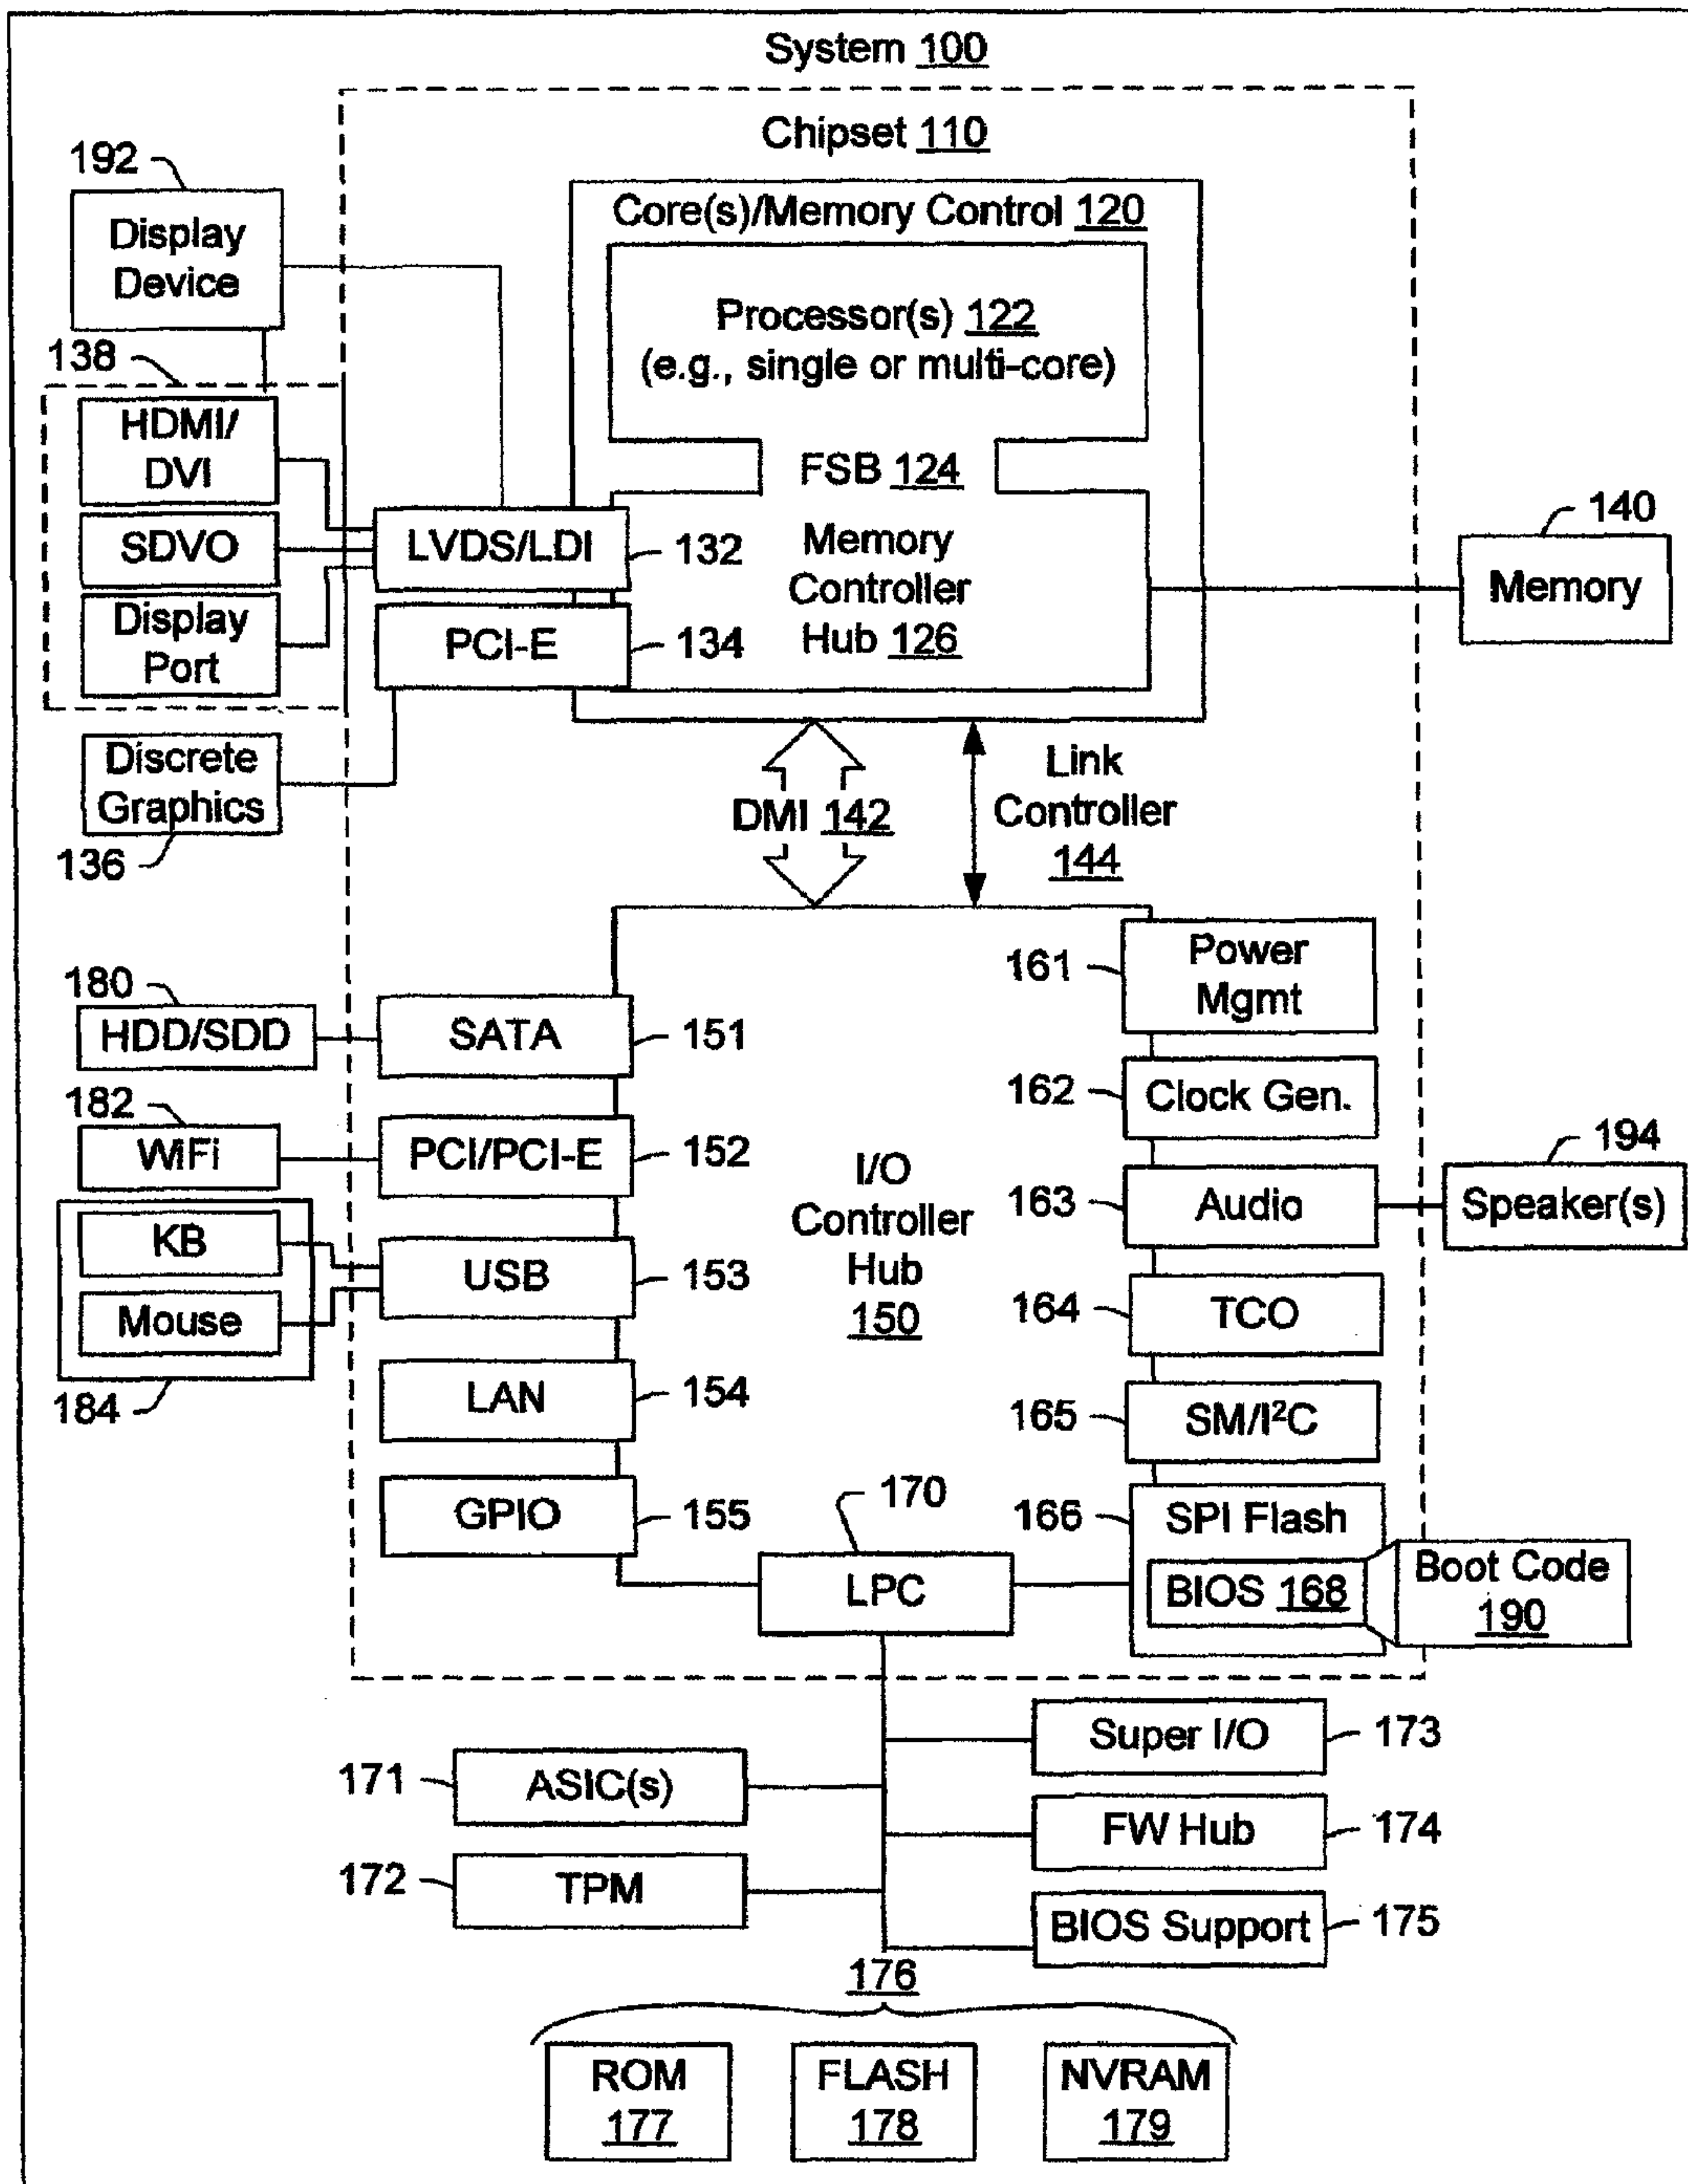 System 100
Chipset 110
192
Display
Device
Core(s)/Memory Control 120
Processor(s) 122
(e.g., single or multi-core)
138
HDMI/
DVI
SDVO
Display
Port
FSB 124
LVDS/LDI
132
PCI-E
134
Memory
Controller
Hub 126
140
Memory
Discrete
Graphics
136
DMI 142
Link
Controller
144
180
HDD/SDD
SATA
151
182
WiFi
PCI/PCI-E
152
KB
Mouse
184
USB
153
LAN
154
GPIO
155
I/O
Controller
Hub
150
161
Power
Mgmt
162
Clock Gen.
163
Audio
194
Speaker(s)
164
TCO
165
SM/I²C
166
SPI Flash
BIOS 168
Boot Code
190
170
LPC
171
ASIC(s)
172
TPM
Super I/O
173
FW Hub
174
BIOS Support
175
176
ROM
177
FLASH
178
NVRAM
179